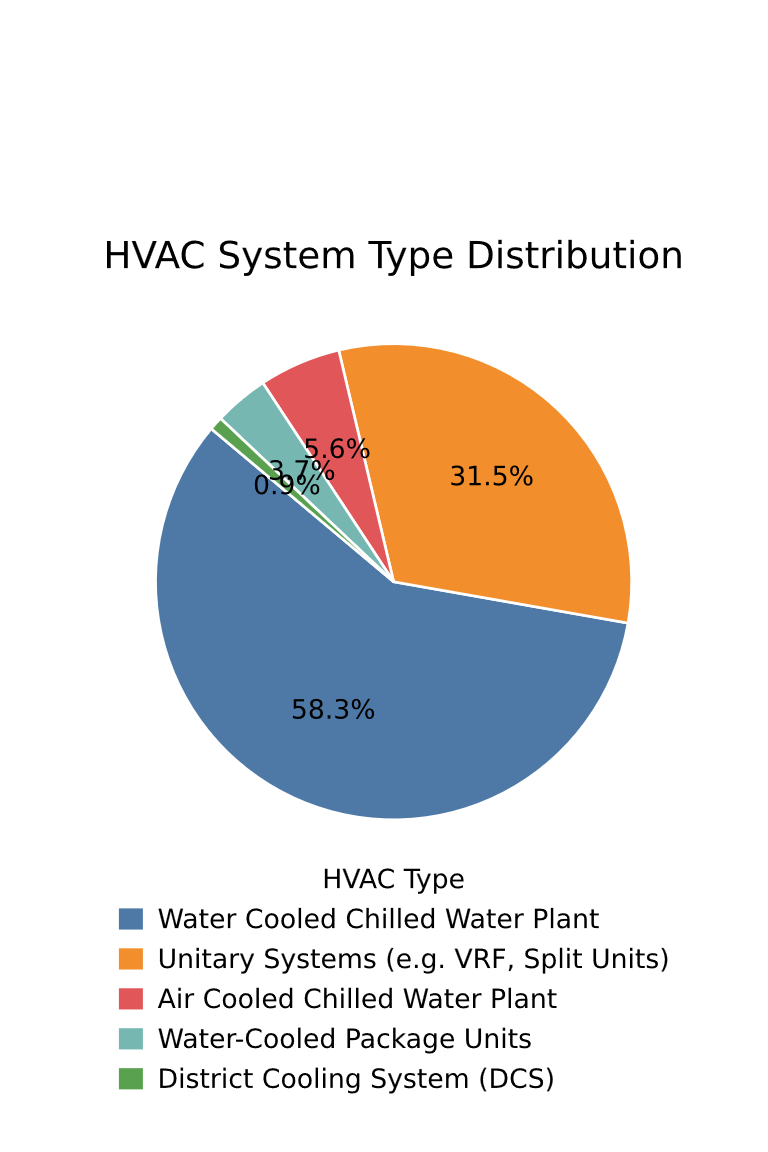 HVAC System Type Distribution
5.6%
3.7%
0.9%
31.5%
58.3%
HVAC Type
Water Cooled Chilled Water Plant
Unitary Systems (e.g. VRF, Split Units)
Air Cooled Chilled Water Plant
Water-Cooled Package Units
District Cooling System (DCS)